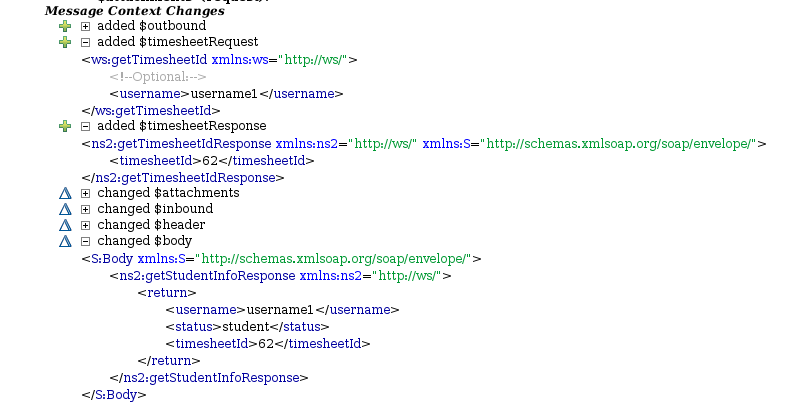 Message Context Changes
added $outbound
added $timesheetRequest
<ws:getTimesheetId xmlns:ws="http://ws/">
<!--Optional:-->
<username>username1</username>
</ws:getTimesheetId>
added $timesheetResponse
<ns2:getTimesheetIdResponse xmlns:ns2="http://ws/" xmlns:S="http://schemas.xmlsoap.org/soap/envelope/">
<timesheetId>62</timesheetId>
</ns2:getTimesheetIdResponse>
changed $attachments
changed $inbound
changed $header
changed $body
<S:Body xmlns:S="http://schemas.xmlsoap.org/soap/envelope/">
<ns2:getStudentInfoResponse xmlns:ns2="http://ws/">
<return>
<username>username1</username>
<status>student</status>
<timesheetId>62</timesheetId>
</return>
</ns2:getStudentInfoResponse>
</S:Body>